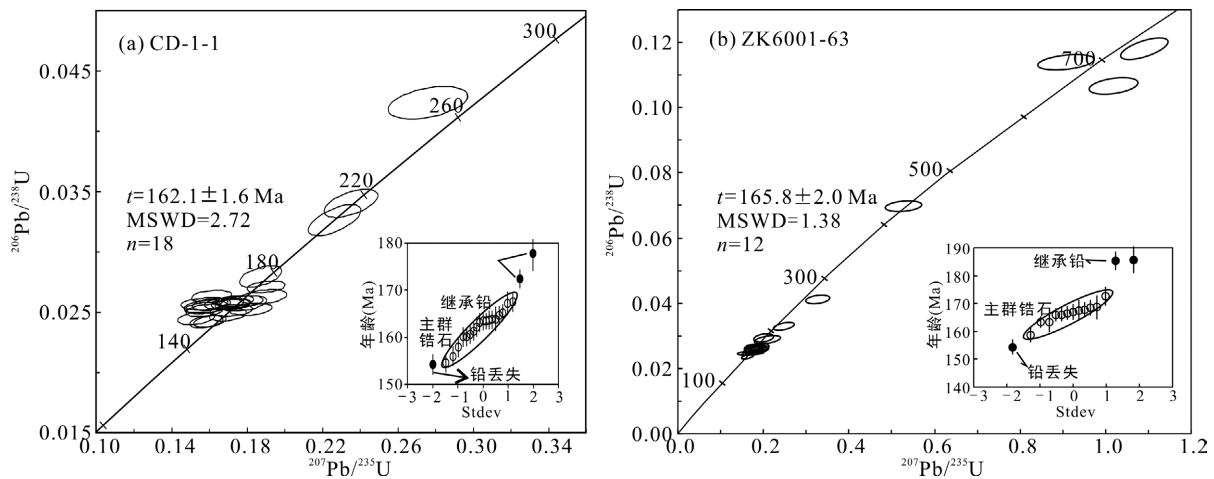 (a) CD-1-1
300
260
220
180
140
t=162.1±1.6 Ma
MSWD=2.72
n=18
0.045
0.035
0.025
0.015
²⁰⁶Pb/²³⁸U
0.10
0.14
0.18
0.22
0.26
0.30
0.34
²⁰⁷Pb/²³⁵U
180
170
160
150
年龄(Ma)
继承铅
主群
锆石
铅丢失
−3 −2 −1 0 1 2 3
Stdev
(b) ZK6001-63
700
500
300
100
t=165.8±2.0 Ma
MSWD=1.38
n=12
0.12
0.10
0.08
0.06
0.04
0.02
0.00
²⁰⁶Pb/²³⁸U
0.0
0.2
0.4
0.6
0.8
1.0
1.2
²⁰⁷Pb/²³⁵U
190
180
170
160
150
140
年龄(Ma)
继承铅
主群锆石
铅丢失
−3 −2 −1 0 1 2 3
Stdev